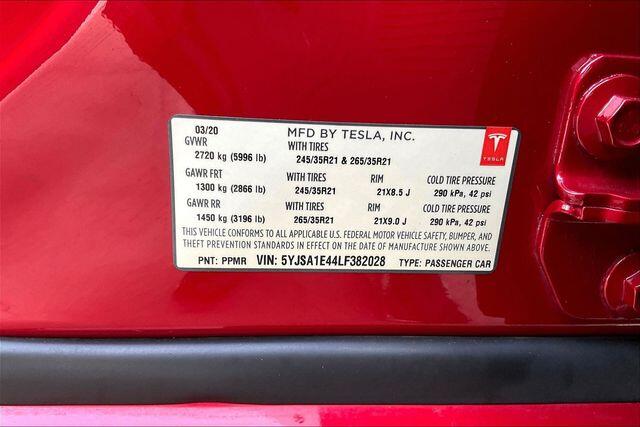 03/20 MFD BY TESLA, INC.
GVWR WITH TIRES
2720 kg (5996 lb) 245/35R21 & 265/35R21
GAWR FRT WITH TIRES RIM COLD TIRE PRESSURE
1300 kg (2866 lb) 245/35R21 21X8.5 J 290 kPa, 42 psi
GAWR RR WITH TIRES RIM COLD TIRE PRESSURE
1450 kg (3196 lb) 265/35R21 21X9.0 J 290 kPa, 42 psi
THIS VEHICLE CONFORMS TO ALL APPLICABLE U.S. FEDERAL MOTOR VEHICLE SAFETY, BUMPER, AND
THEFT PREVENTION STANDARDS IN EFFECT ON THE DATE OF MANUFACTURE SHOWN ABOVE.
PNT: PPMR VIN: 5YJSA1E44LF382028 TYPE: PASSENGER CAR
TESLA